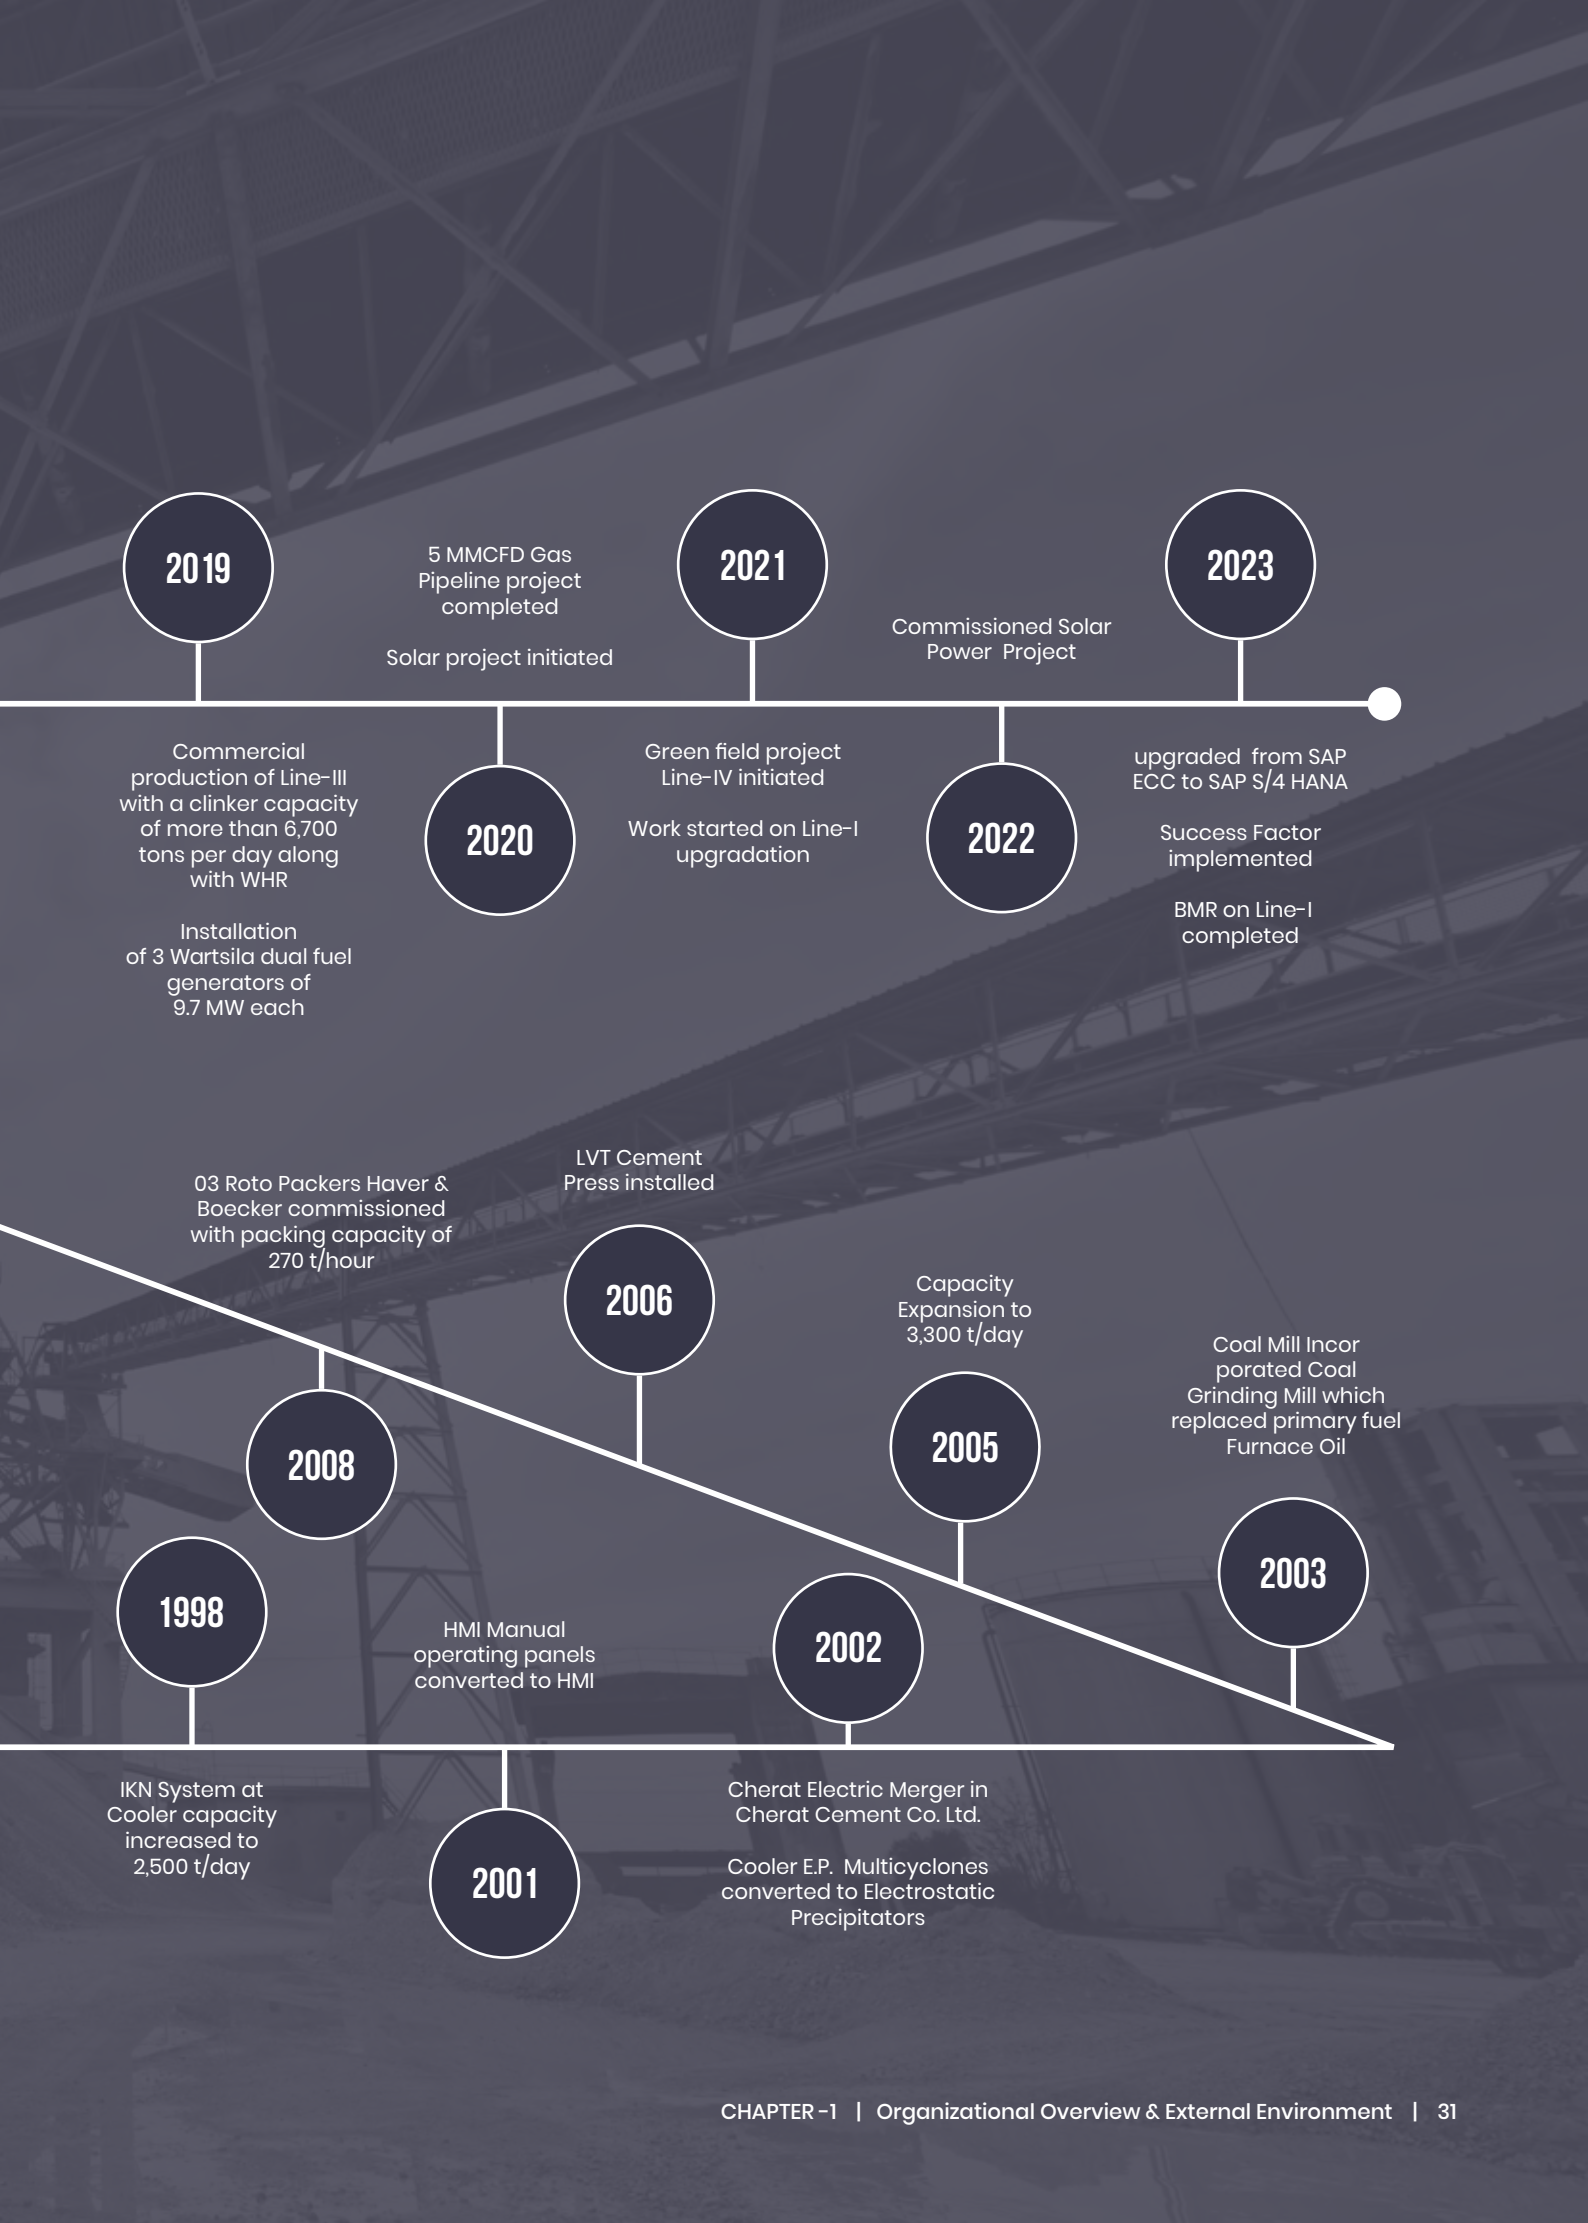 2019
Commercial
production of Line-III
with a clinker capacity
of more than 6,700
tons per day along
with WHR
Installation
of 3 Wartsila dual fuel
generators of
9.7 MW each
5 MMCFD Gas
Pipeline project
completed
Solar project initiated
2020
2021
Green field project
Line-IV initiated
Work started on Line-I
upgradation
Commissioned Solar
Power Project
2022
2023
upgraded from SAP
ECC to SAP S/4 HANA
Success Factor
implemented
BMR on Line-I
completed
03 Roto Packers Haver &
Boecker commissioned
with packing capacity of
270 t/hour
2008
LVT Cement
Press installed
2006
Capacity
Expansion to
3,300 t/day
2005
Coal Mill Incor
porated Coal
Grinding Mill which
replaced primary fuel
Furnace Oil
2003
1998
IKN System at
Cooler capacity
increased to
2,500 t/day
HMI Manual
operating panels
converted to HMI
2001
2002
Cherat Electric Merger in
Cherat Cement Co. Ltd.
Cooler E.P. Multicyclones
converted to Electrostatic
Precipitators
CHAPTER -1 | Organizational Overview & External Environment | 31